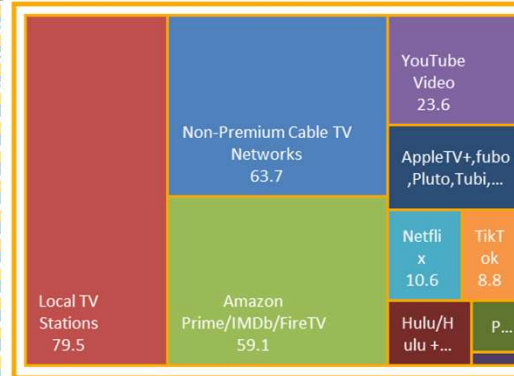 Local TV
Stations
79.5
Non-Premium Cable TV
Networks
63.7
Amazon
Prime/IMDb/FireTV
59.1
YouTube
Video
23.6
AppleTV+,fubo
,Pluto,Tubi,...
Netfli
x
10.6
TikT
ok
8.8
Hulu/H
ulu +...
P...